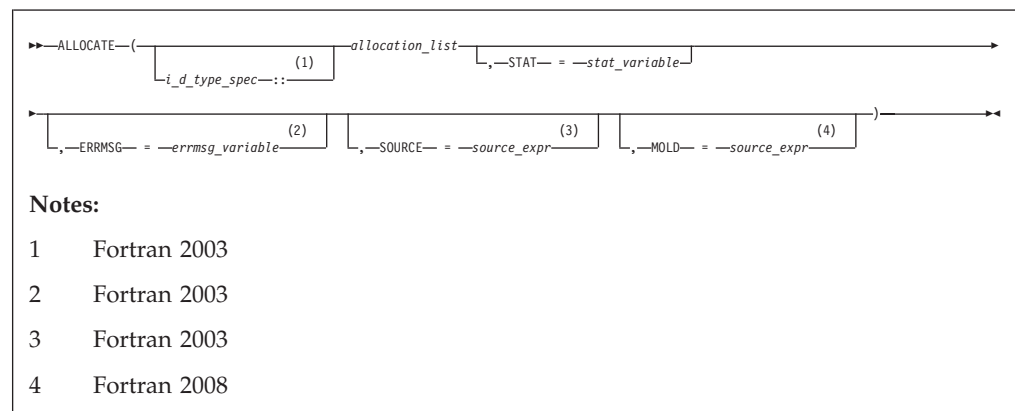 ALLOCATE ( allocation_list , STAT = stat_variable
(1)
i_d_type_spec ::
, ERRMSG = errmsg_variable (2) , SOURCE = source_expr (3) , MOLD = source_expr (4) )
Notes:
1 Fortran 2003
2 Fortran 2003
3 Fortran 2003
4 Fortran 2008